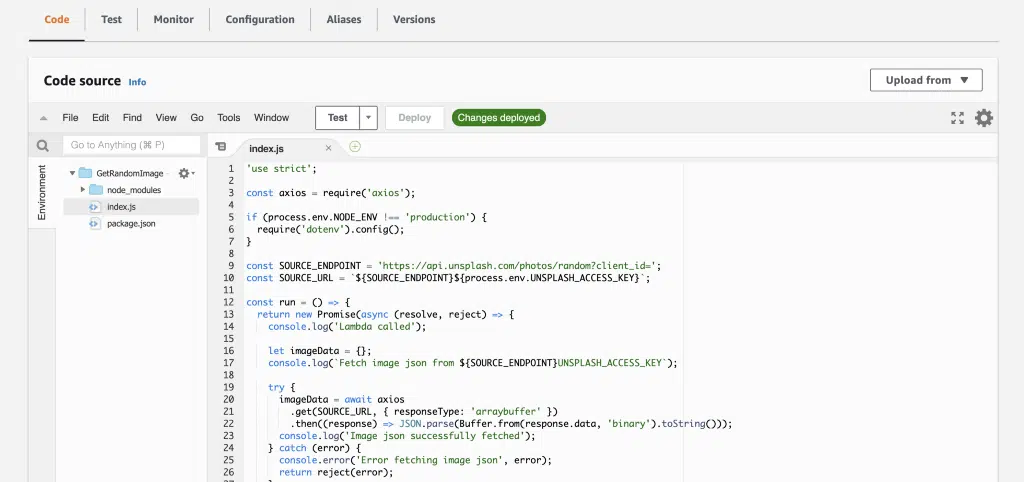 Code Test Monitor Configuration Aliases Versions
Code source Info Upload from
File Edit Find View Go Tools Window Test Deploy Changes deployed
Go to Anything (⌘ P) index.js
Environment
GetRandomImage
node_modules
index.js
package.json
1 'use strict';
2
3 const axios = require('axios');
4
5 if (process.env.NODE_ENV !== 'production') {
6   require('dotenv').config();
7 }
8
9 const SOURCE_ENDPOINT = 'https://api.unsplash.com/photos/random?client_id=';
10 const SOURCE_URL = `${SOURCE_ENDPOINT}${process.env.UNSPLASH_ACCESS_KEY}`;
11
12 const run = () => {
13   return new Promise(async (resolve, reject) => {
14     console.log('Lambda called');
15
16     let imageData = {};
17     console.log(`Fetch image json from ${SOURCE_ENDPOINT}UNSPLASH_ACCESS_KEY`);
18
19     try {
20       imageData = await axios
21         .get(SOURCE_URL, { responseType: 'arraybuffer' })
22         .then((response) => JSON.parse(Buffer.from(response.data, 'binary').toString()));
23       console.log('Image json successfully fetched');
24     } catch (error) {
25       console.error('Error fetching image json', error);
26       return reject(error);